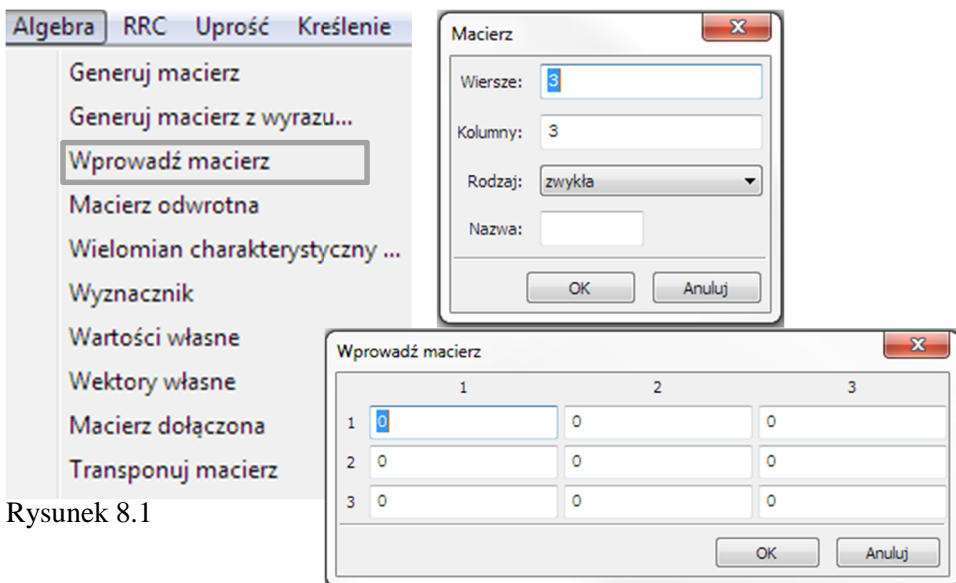 Algebra RRC Uprość Kreślenie
Generuj macierz
Generuj macierz z wyrazu...
Wprowadź macierz
Macierz odwrotna
Wielomian charakterystyczny ...
Wyznacznik
Wartości własne
Wektory własne
Macierz dołączona
Transponuj macierz
Rysunek 8.1
Macierz
Wiersze: 3
Kolumny: 3
Rodzaj: zwykła
Nazwa:
OK Anuluj
Wprowadź macierz
1 2 3
1 0 0 0
2 0 0 0
3 0 0 0
OK Anuluj